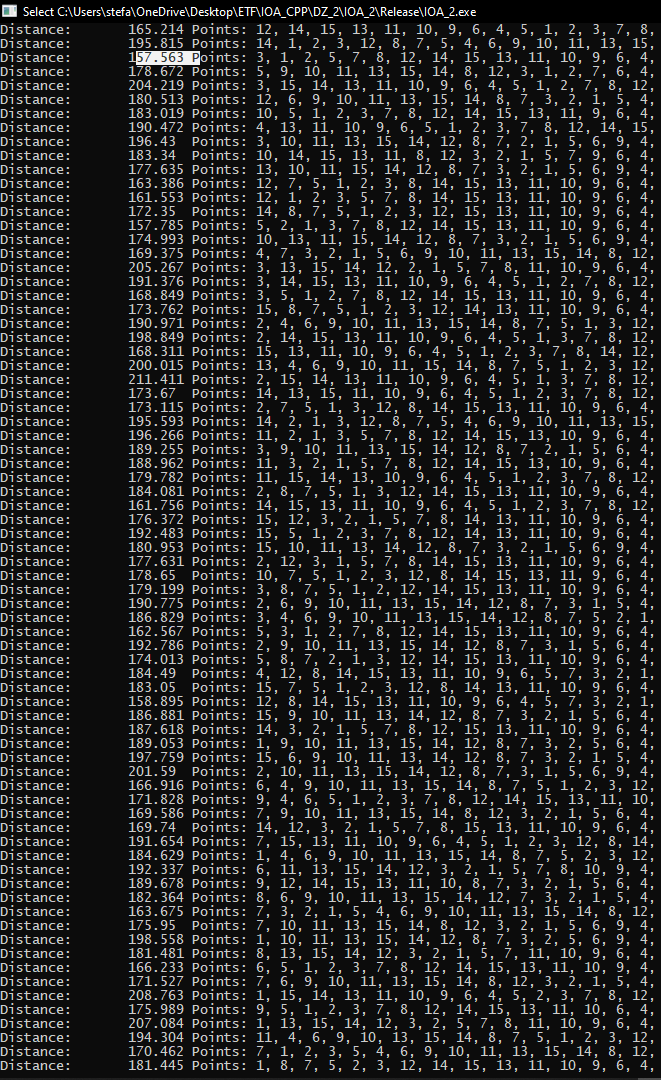 Select C:\Users\stefa\OneDrive\Desktop\ETF\IOA_CPP\DZ_2\IOA_2\Release\IOA_2.exe
Distance: 165.214 Points: 12, 14, 15, 13, 11, 10, 9, 6, 4, 5, 1, 2, 3, 7, 8,
Distance: 195.815 Points: 14, 1, 2, 3, 12, 8, 7, 5, 4, 6, 9, 10, 11, 13, 15,
Distance: 157.563 Points: 3, 1, 2, 5, 7, 8, 12, 14, 15, 13, 11, 10, 9, 6, 4,
Distance: 178.672 Points: 5, 9, 10, 11, 13, 15, 14, 8, 12, 3, 1, 2, 7, 6, 4,
Distance: 204.219 Points: 3, 15, 14, 13, 11, 10, 9, 6, 4, 5, 1, 2, 7, 8, 12,
Distance: 180.513 Points: 12, 6, 9, 10, 11, 13, 15, 14, 8, 7, 3, 2, 1, 5, 4,
Distance: 183.019 Points: 10, 5, 1, 2, 3, 7, 8, 12, 14, 15, 13, 11, 9, 6, 4,
Distance: 190.472 Points: 4, 13, 11, 10, 9, 6, 5, 1, 2, 3, 7, 8, 12, 14, 15,
Distance: 196.43 Points: 3, 10, 11, 13, 15, 14, 12, 8, 7, 2, 1, 5, 6, 9, 4,
Distance: 183.34 Points: 10, 14, 15, 13, 11, 8, 12, 3, 2, 1, 5, 7, 9, 6, 4,
Distance: 177.635 Points: 13, 10, 11, 15, 14, 12, 8, 7, 3, 2, 1, 5, 6, 9, 4,
Distance: 163.386 Points: 12, 7, 5, 1, 2, 3, 8, 14, 15, 13, 11, 10, 9, 6, 4,
Distance: 161.553 Points: 12, 1, 2, 3, 5, 7, 8, 14, 15, 13, 11, 10, 9, 6, 4,
Distance: 172.35 Points: 14, 8, 7, 5, 1, 2, 3, 12, 15, 13, 11, 10, 9, 6, 4,
Distance: 157.785 Points: 5, 2, 1, 3, 7, 8, 12, 14, 15, 13, 11, 10, 9, 6, 4,
Distance: 174.993 Points: 10, 13, 11, 15, 14, 12, 8, 7, 3, 2, 1, 5, 6, 9, 4,
Distance: 169.375 Points: 4, 7, 3, 2, 1, 5, 6, 9, 10, 11, 13, 15, 14, 8, 12,
Distance: 205.267 Points: 3, 13, 15, 14, 12, 2, 1, 5, 7, 8, 11, 10, 9, 6, 4,
Distance: 191.376 Points: 3, 14, 15, 13, 11, 10, 9, 6, 4, 5, 1, 2, 7, 8, 12,
Distance: 168.849 Points: 3, 5, 1, 2, 7, 8, 12, 14, 15, 13, 11, 10, 9, 6, 4,
Distance: 173.762 Points: 15, 8, 7, 5, 1, 2, 3, 12, 14, 13, 11, 10, 9, 6, 4,
Distance: 190.971 Points: 2, 4, 6, 9, 10, 11, 13, 15, 14, 8, 7, 5, 1, 3, 12,
Distance: 198.849 Points: 2, 14, 15, 13, 11, 10, 9, 6, 4, 5, 1, 3, 7, 8, 12,
Distance: 168.311 Points: 15, 13, 11, 10, 9, 6, 4, 5, 1, 2, 3, 7, 8, 14, 12,
Distance: 200.015 Points: 13, 4, 6, 9, 10, 11, 15, 14, 8, 7, 5, 1, 2, 3, 12,
Distance: 211.411 Points: 2, 15, 14, 13, 11, 10, 9, 6, 4, 5, 1, 3, 7, 8, 12,
Distance: 173.67 Points: 14, 13, 15, 11, 10, 9, 6, 4, 5, 1, 2, 3, 7, 8, 12,
Distance: 173.115 Points: 2, 7, 5, 1, 3, 12, 8, 14, 15, 13, 11, 10, 9, 6, 4,
Distance: 195.593 Points: 14, 2, 1, 3, 12, 8, 7, 5, 4, 6, 9, 10, 11, 13, 15,
Distance: 196.266 Points: 11, 2, 1, 3, 5, 7, 8, 12, 14, 15, 13, 10, 9, 6, 4,
Distance: 189.255 Points: 3, 9, 10, 11, 13, 15, 14, 12, 8, 7, 2, 1, 5, 6, 4,
Distance: 188.962 Points: 11, 3, 2, 1, 5, 7, 8, 12, 14, 15, 13, 10, 9, 6, 4,
Distance: 179.782 Points: 11, 15, 14, 13, 10, 9, 6, 4, 5, 1, 2, 3, 7, 8, 12,
Distance: 184.081 Points: 2, 8, 7, 5, 1, 3, 12, 14, 15, 13, 11, 10, 9, 6, 4,
Distance: 161.756 Points: 14, 15, 13, 11, 10, 9, 6, 4, 5, 1, 2, 3, 7, 8, 12,
Distance: 176.372 Points: 15, 12, 3, 2, 1, 5, 7, 8, 14, 13, 11, 10, 9, 6, 4,
Distance: 192.483 Points: 15, 5, 1, 2, 3, 7, 8, 12, 14, 13, 11, 10, 9, 6, 4,
Distance: 180.953 Points: 15, 10, 11, 13, 14, 12, 8, 7, 3, 2, 1, 5, 6, 9, 4,
Distance: 177.631 Points: 2, 12, 3, 1, 5, 7, 8, 14, 15, 13, 11, 10, 9, 6, 4,
Distance: 178.65 Points: 10, 7, 5, 1, 2, 3, 12, 8, 14, 15, 13, 11, 9, 6, 4,
Distance: 179.199 Points: 3, 8, 7, 5, 1, 2, 12, 14, 15, 13, 11, 10, 9, 6, 4,
Distance: 190.775 Points: 2, 6, 9, 10, 11, 13, 15, 14, 12, 8, 7, 3, 1, 5, 4,
Distance: 186.829 Points: 3, 4, 6, 9, 10, 11, 13, 15, 14, 12, 8, 7, 5, 2, 1,
Distance: 162.567 Points: 5, 3, 1, 2, 7, 8, 12, 14, 15, 13, 11, 10, 9, 6, 4,
Distance: 192.786 Points: 2, 9, 10, 11, 13, 15, 14, 12, 8, 7, 3, 1, 5, 6, 4,
Distance: 174.013 Points: 5, 8, 7, 2, 1, 3, 12, 14, 15, 13, 11, 10, 9, 6, 4,
Distance: 184.49 Points: 4, 12, 8, 14, 15, 13, 11, 10, 9, 6, 5, 7, 3, 2, 1,
Distance: 183.05 Points: 15, 7, 5, 1, 2, 3, 12, 8, 14, 13, 11, 10, 9, 6, 4,
Distance: 158.895 Points: 12, 8, 14, 15, 13, 11, 10, 9, 6, 4, 5, 7, 3, 2, 1,
Distance: 186.881 Points: 15, 9, 10, 11, 13, 14, 12, 8, 7, 3, 2, 1, 5, 6, 4,
Distance: 187.618 Points: 14, 3, 2, 1, 5, 7, 8, 12, 15, 13, 11, 10, 9, 6, 4,
Distance: 189.053 Points: 1, 9, 10, 11, 13, 15, 14, 12, 8, 7, 3, 2, 5, 6, 4,
Distance: 197.759 Points: 15, 6, 9, 10, 11, 13, 14, 12, 8, 7, 3, 2, 1, 5, 4,
Distance: 201.59 Points: 2, 10, 11, 13, 15, 14, 12, 8, 7, 3, 1, 5, 6, 9, 4,
Distance: 166.916 Points: 6, 4, 9, 10, 11, 13, 15, 14, 8, 7, 5, 1, 2, 3, 12,
Distance: 171.828 Points: 9, 4, 6, 5, 1, 2, 3, 7, 8, 12, 14, 15, 13, 11, 10
Distance: 169.586 Points: 7, 9, 10, 11, 13, 15, 14, 8, 12, 3, 2, 1, 5, 6, 4,
Distance: 169.74 Points: 14, 12, 3, 2, 1, 5, 7, 8, 15, 13, 11, 10, 9, 6, 4,
Distance: 191.654 Points: 7, 15, 13, 11, 10, 9, 6, 4, 5, 1, 2, 3, 12, 8, 14
Distance: 184.629 Points: 1, 4, 6, 9, 10, 11, 13, 15, 14, 8, 7, 5, 2, 3, 12,
Distance: 192.337 Points: 6, 11, 13, 15, 14, 12, 3, 2, 1, 5, 7, 8, 10, 9, 4,
Distance: 189.678 Points: 9, 12, 14, 15, 13, 11, 10, 8, 7, 3, 2, 1, 5, 6, 4,
Distance: 182.364 Points: 8, 6, 9, 10, 11, 13, 15, 14, 12, 7, 3, 2, 1, 5, 4,
Distance: 163.675 Points: 7, 3, 2, 1, 5, 4, 6, 9, 10, 11, 13, 15, 14, 8, 12,
Distance: 175.95 Points: 7, 10, 11, 13, 15, 14, 8, 12, 3, 2, 1, 5, 6, 9, 4,
Distance: 198.558 Points: 1, 10, 11, 13, 15, 14, 12, 8, 7, 3, 2, 5, 6, 9, 4,
Distance: 181.481 Points: 8, 13, 15, 14, 12, 3, 2, 1, 5, 7, 11, 10, 9, 6, 4,
Distance: 166.233 Points: 6, 5, 1, 2, 3, 7, 8, 12, 14, 15, 13, 11, 10, 9, 4,
Distance: 171.527 Points: 7, 6, 9, 10, 11, 13, 15, 14, 8, 12, 3, 2, 1, 5, 4,
Distance: 208.763 Points: 1, 15, 14, 13, 11, 10, 9, 6, 4, 5, 2, 3, 7, 8, 12,
Distance: 175.989 Points: 9, 5, 1, 2, 3, 7, 8, 12, 14, 15, 13, 11, 10, 6, 4,
Distance: 207.084 Points: 1, 13, 15, 14, 12, 3, 2, 5, 7, 8, 11, 10, 9, 6, 4,
Distance: 194.304 Points: 11, 4, 6, 9, 10, 13, 15, 14, 8, 7, 5, 1, 2, 3, 12,
Distance: 170.462 Points: 7, 1, 2, 3, 5, 4, 6, 9, 10, 11, 13, 15, 14, 8, 12,
Distance: 181.445 Points: 1, 8, 7, 5, 2, 3, 12, 14, 15, 13, 11, 10, 9, 6, 4,